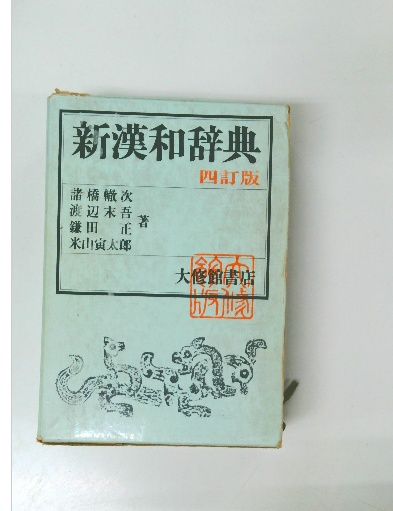 新漢和辞典
四訂版
諸橋轍次
渡辺末吾
鎌田正
米山寅太郎
著
大修館書店